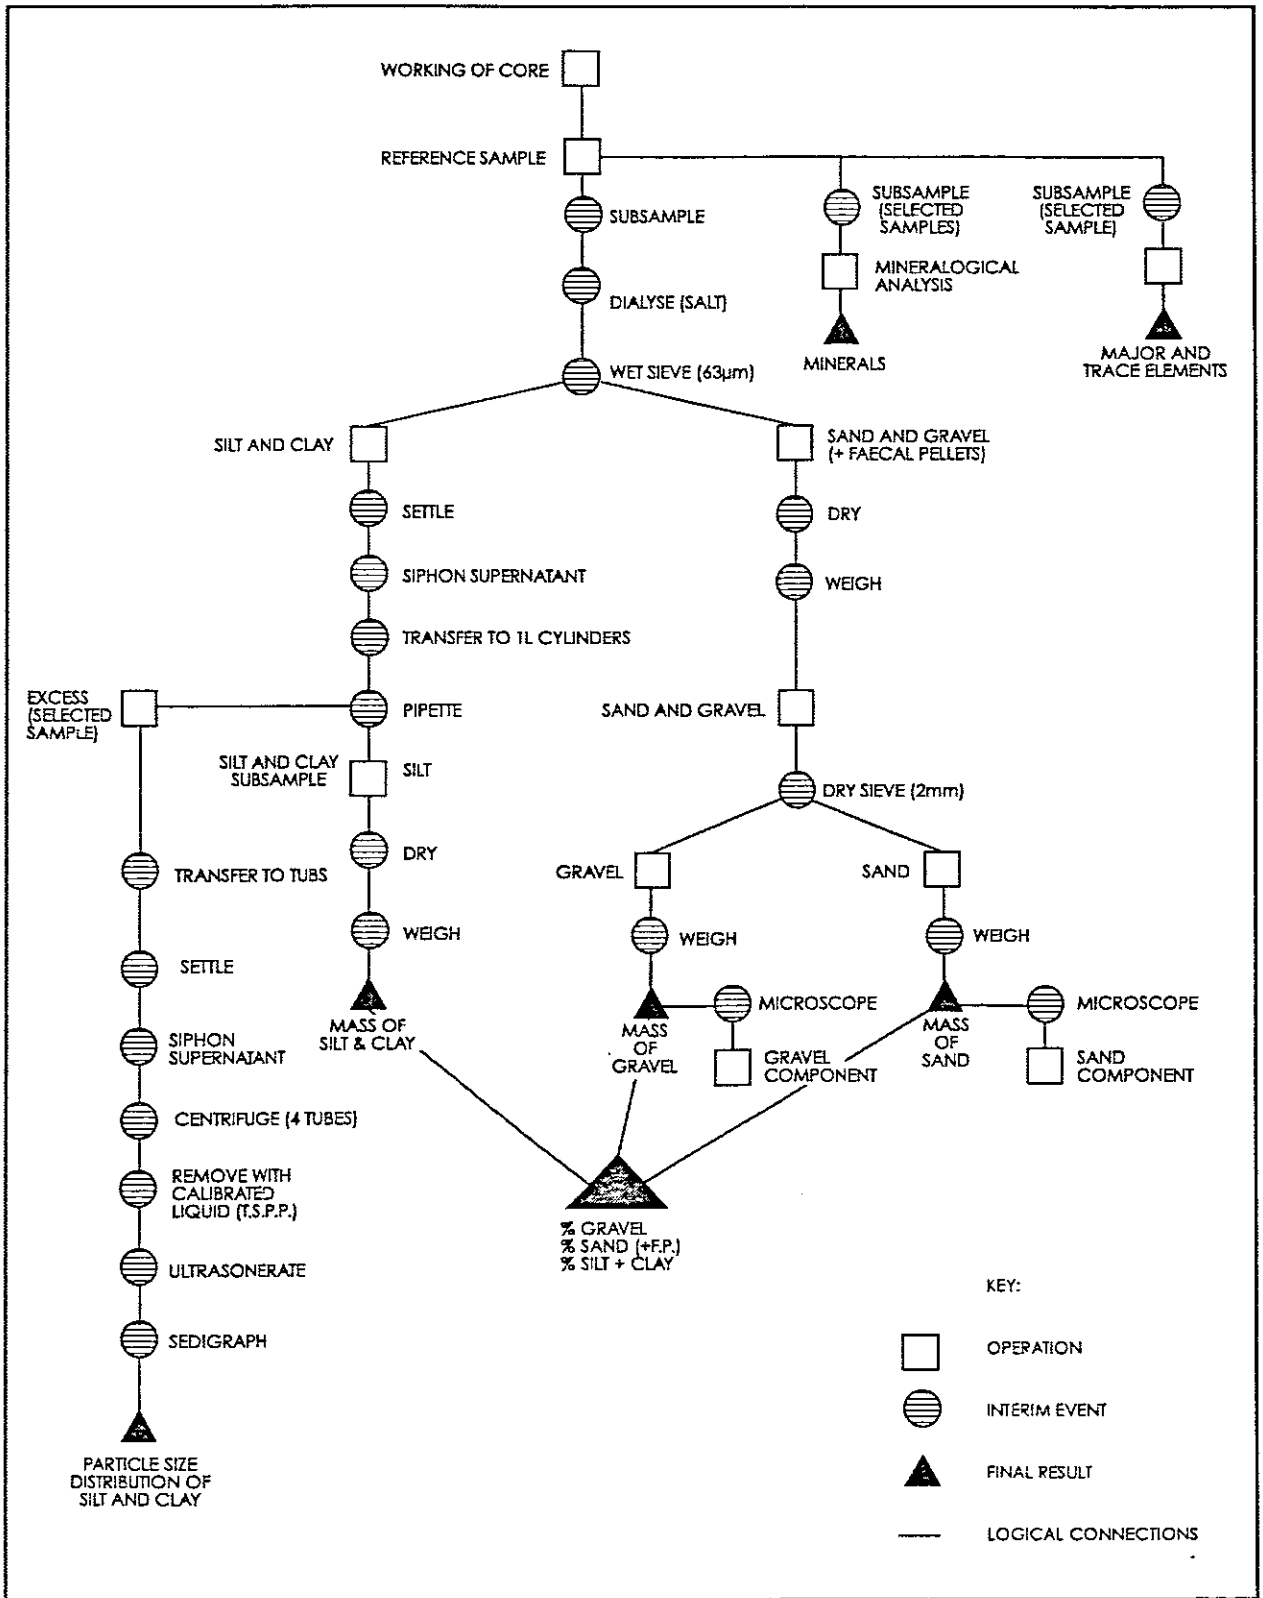 WORKING OF CORE
REFERENCE SAMPLE
SUBSAMPLE
SUBSAMPLE
(SELECTED
SAMPLES)
SUBSAMPLE
(SELECTED
SAMPLE)
MINERALOGICAL
ANALYSIS
DIALYSE (SALT)
MINERALS
MAJOR AND
TRACE ELEMENTS
WET SIEVE (63µm)
SILT AND CLAY
SAND AND GRAVEL
(+ FAECAL PELLETS)
SETTLE
DRY
SIPHON SUPERNATANT
WEIGH
TRANSFER TO 1L CYLINDERS
EXCESS
(SELECTED
SAMPLE)
PIPETTE
SAND AND GRAVEL
SILT AND CLAY
SUBSAMPLE
SILT
DRY SIEVE (2mm)
DRY
GRAVEL
SAND
TRANSFER TO TUBS
WEIGH
WEIGH
WEIGH
SETTLE
MASS OF
SILT & CLAY
MASS
OF
GRAVEL
MICROSCOPE
MASS
OF
SAND
MICROSCOPE
SIPHON
SUPERNATANT
GRAVEL
COMPONENT
SAND
COMPONENT
CENTRIFUGE (4 TUBES)
REMOVE WITH
CALIBRATED
LIQUID (T.S.P.P.)
% GRAVEL
% SAND (+F.P.)
% SILT + CLAY
ULTRASONERATE
SEDIGRAPH
PARTICLE SIZE
DISTRIBUTION OF
SILT AND CLAY
KEY:
OPERATION
INTERIM EVENT
FINAL RESULT
LOGICAL CONNECTIONS